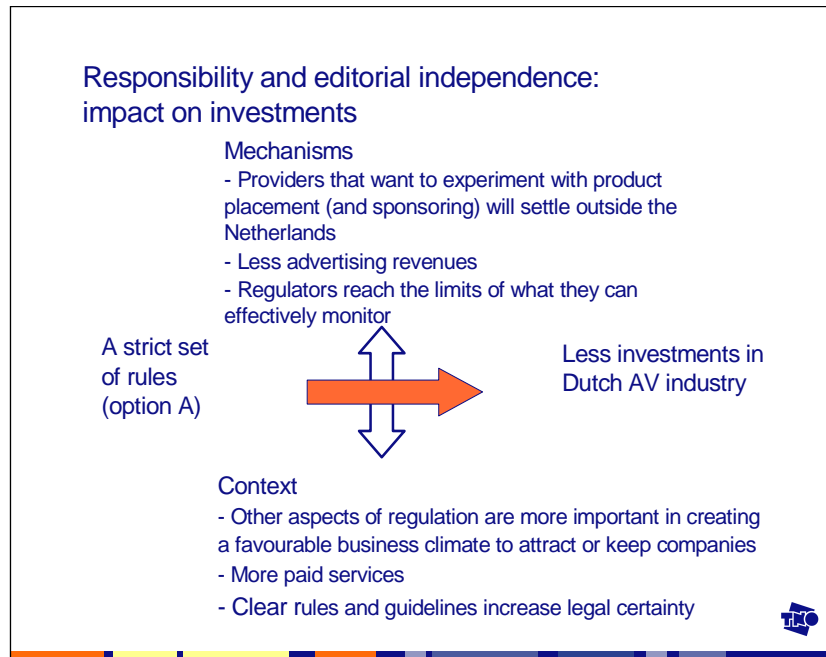 Responsibility and editorial independence:
impact on investments
Mechanisms
- Providers that want to experiment with product
placement (and sponsoring) will settle outside the
Netherlands
- Less advertising revenues
- Regulators reach the limits of what they can
effectively monitor
A strict set
of rules
(option A)
Less investments in
Dutch AV industry
Context
- Other aspects of regulation are more important in creating
a favourable business climate to attract or keep companies
- More paid services
- Clear rules and guidelines increase legal certainty
TNO